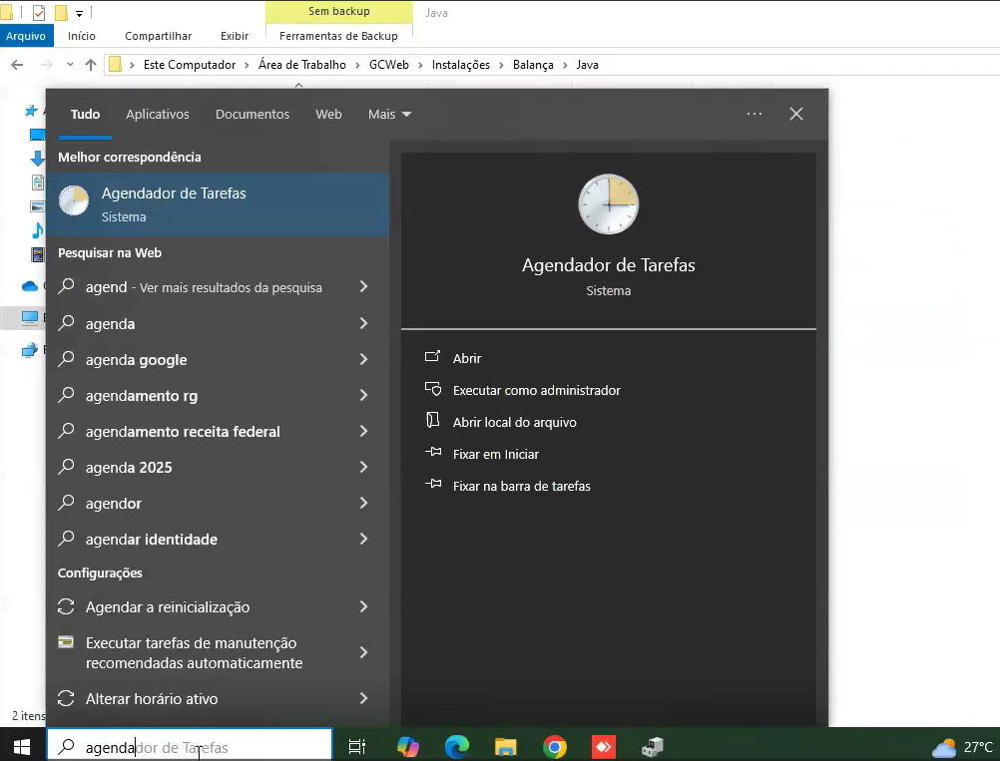 Sem backup
Java
Arquivo
Início
Compartilhar
Exibir
Ferramentas de Backup
Este Computador > Área de Trabalho > GCWeb > Instalações > Balança > Java
Tudo
Aplicativos
Documentos
Web
Mais
Melhor correspondência
Agendador de Tarefas
Sistema
Pesquisar na Web
agend - Ver mais resultados da pesquisa
agenda
agenda google
agendamento rg
agendamento receita federal
agenda 2025
agendor
agendar identidade
Configurações
Agendar a reinicialização
Executar tarefas de manutenção
recomendadas automaticamente
Alterar horário ativo
Agendador de Tarefas
Sistema
Abrir
Executar como administrador
Abrir local do arquivo
Fixar em Iniciar
Fixar na barra de tarefas
2 itens
agendador de Tarefas
27°C